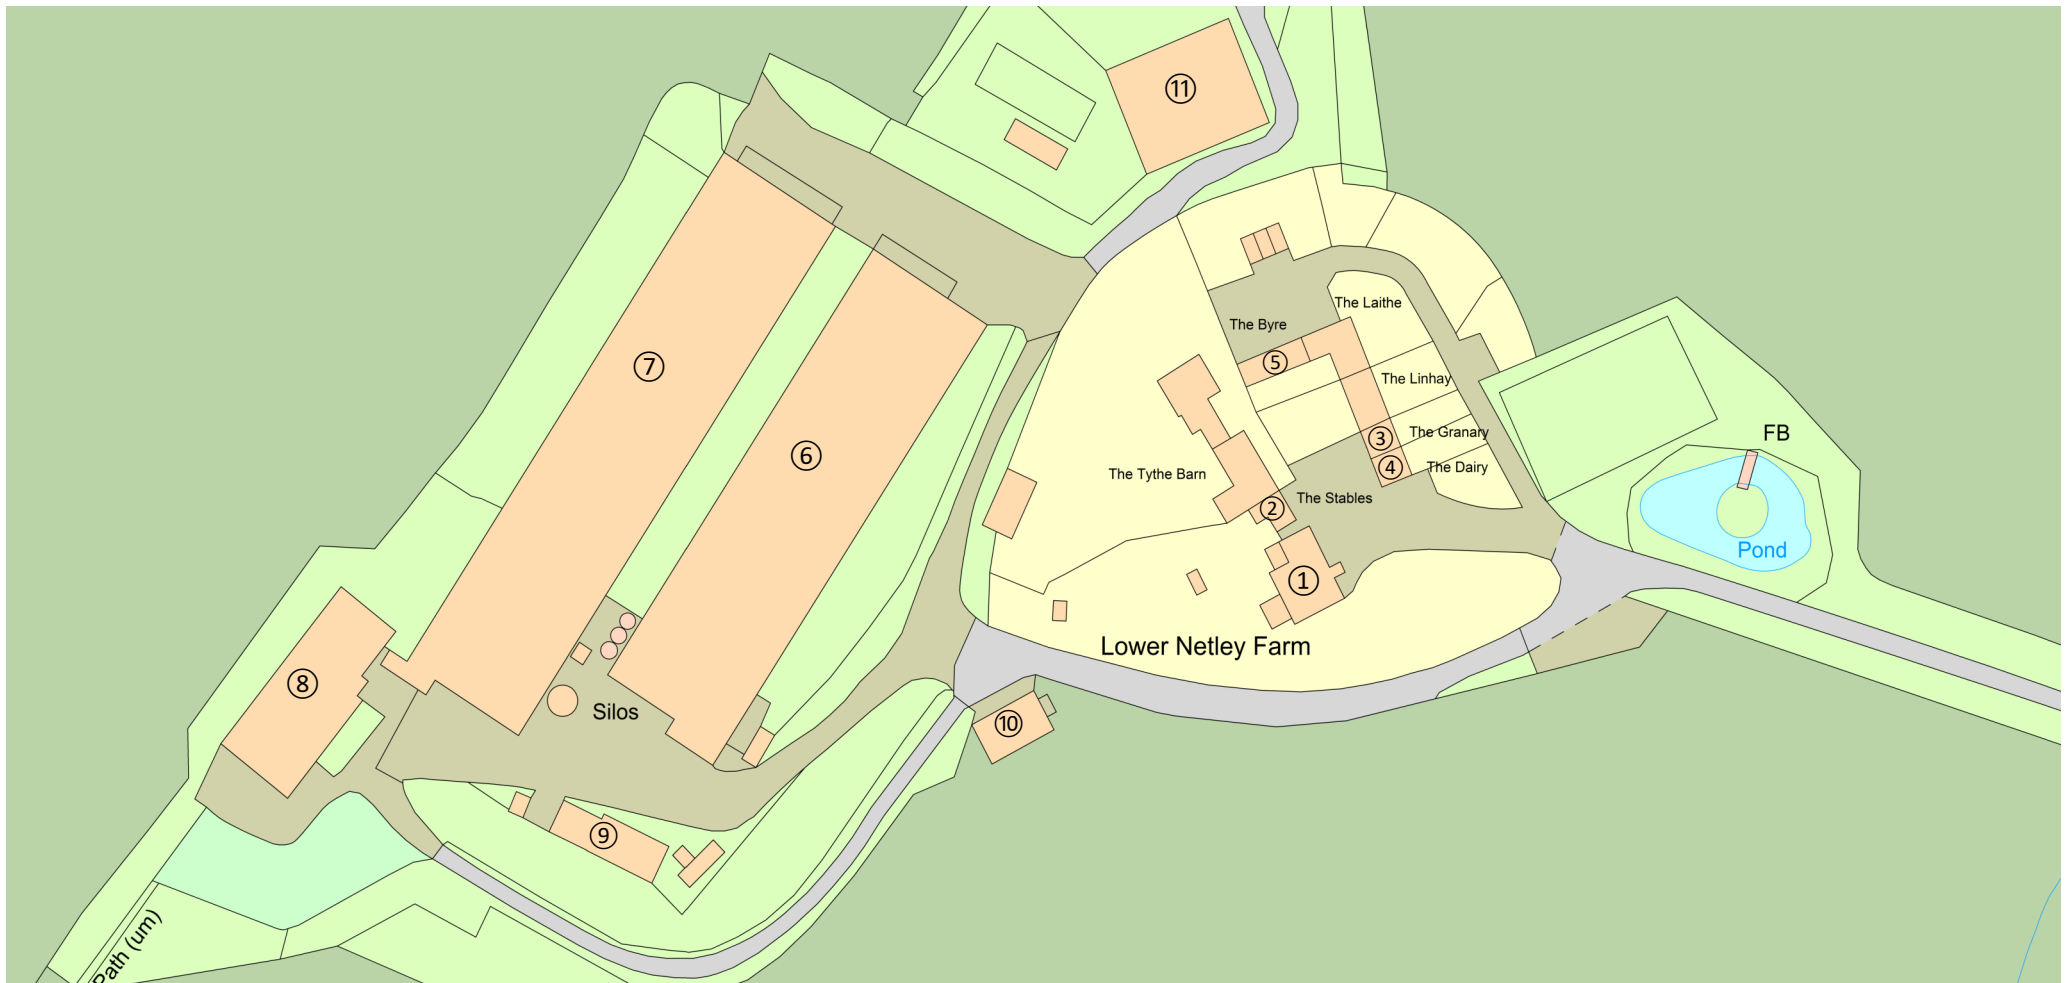 ⑪
The Laithe
The Byre
⑤
⑦
The Linhay
The Granary
③
FB
⑥
④
The Dairy
The Tythe Barn
The Stables
②
Pond
①
Lower Netley Farm
⑧
Silos
⑩
⑨
Path (um)